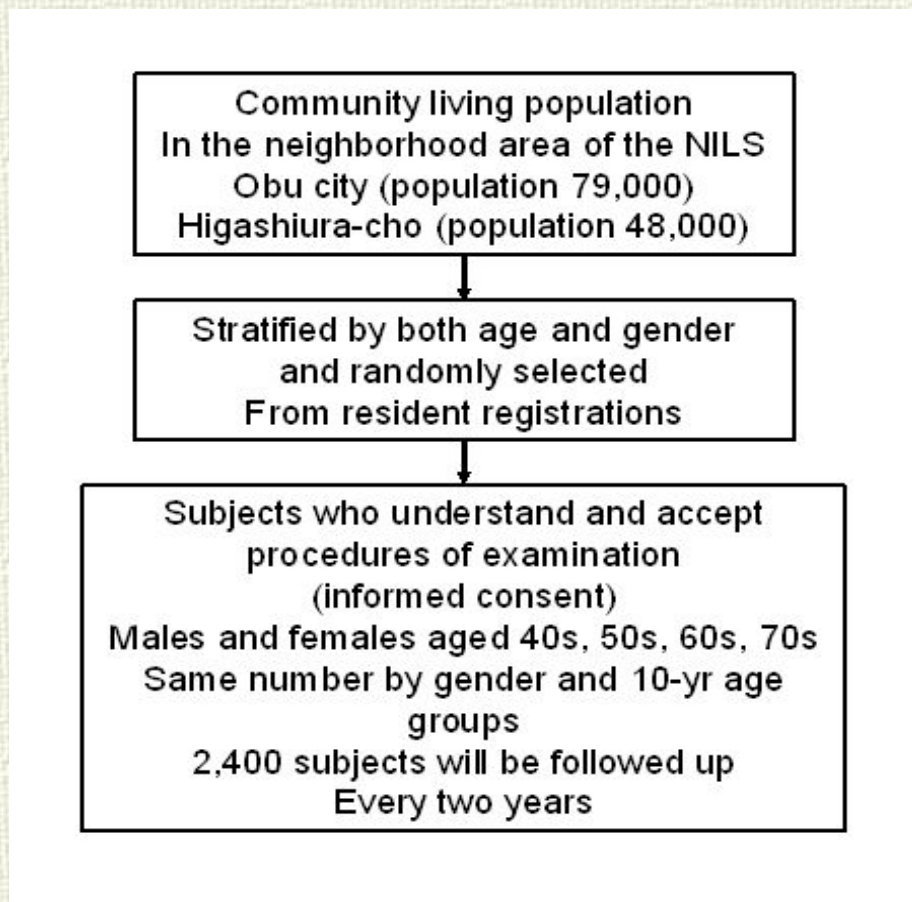 Community living population
In the neighborhood area of the NILS
Obu city (population 79,000)
Higashiura-cho (population 48,000)
Stratified by both age and gender
and randomly selected
From resident registrations
Subjects who understand and accept
procedures of examination
(informed consent)
Males and females aged 40s, 50s, 60s, 70s
Same number by gender and 10-yr age
groups
2,400 subjects will be followed up
Every two years